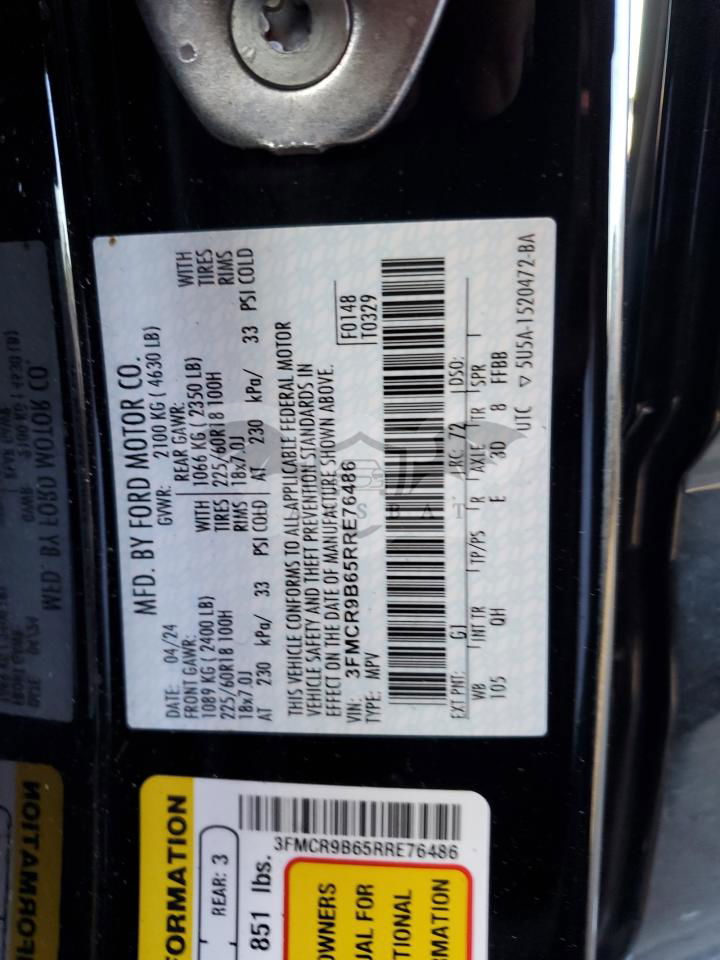 MFD. BY FORD MOTOR CO.
DATE: 04/24 GVWR: 2100 KG ( 4630 LB)
FRONT GAWR: REAR GAWR:
1089 KG ( 2400 LB) WITH 1066 KG ( 2350 LB) WITH
225/60R18 100H TIRES 225/60R18 100H TIRES
18x7.0J RIMS 18x7.0J RIMS
AT 230 kPa/ 33 PSI COLD AT 230 kPa/ 33 PSI COLD
THIS VEHICLE CONFORMS TO ALL APPLICABLE FEDERAL MOTOR
VEHICLE SAFETY AND THEFT PREVENTION STANDARDS IN
EFFECT ON THE DATE OF MANUFACTURE SHOWN ABOVE.
VIN: 3FMCR9B65RRE76486 F0148
TYPE: MPV T0329
EXT PNT: G1 RC: 72 DSO:
WB INT TR TP/PS R AXLE TR SPR
105 QH E 3D 8 FFBB
UTC ▽ 5U5A-1520472-BA
FORMATION
REAR: 3
851 lbs.
3FMCR9B65RRE76486
OWNERS
UAL FOR
TIONAL
RMATION